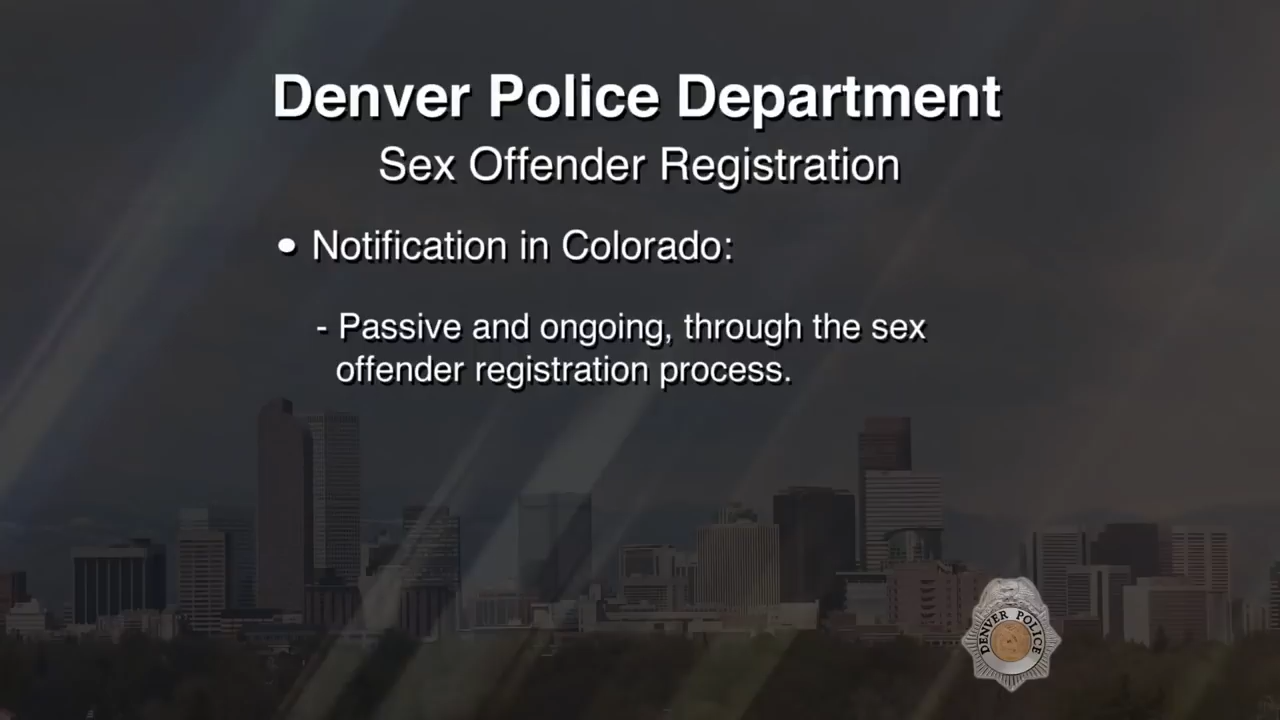 Denver Police Department
Sex Offender Registration
• Notification in Colorado:
- Passive and ongoing, through the sex
offender registration process.
DENVER POLICE